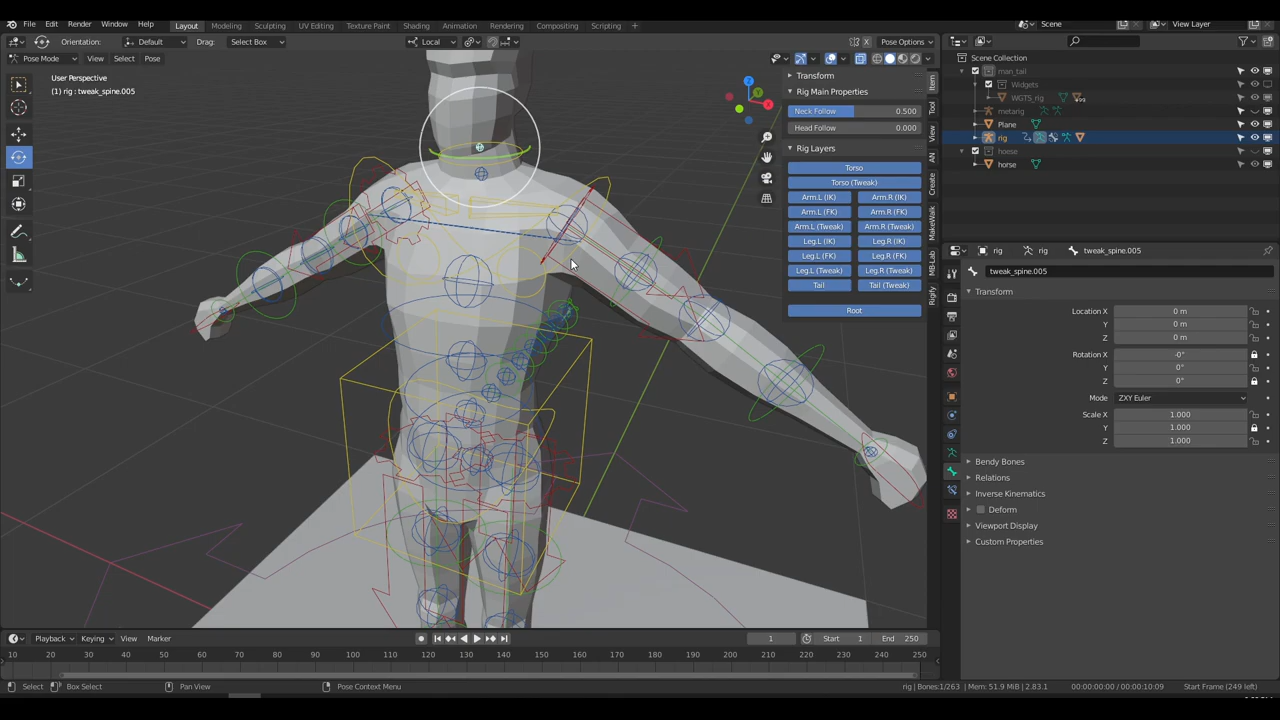 File Edit Render Window Help Layout Modeling Sculpting UV Editing Texture Paint Shading Animation Rendering Compositing Scripting + Scene View Layer
Orientation: Default Drag: Select Box Local X Pose Options
Pose Mode View Select Pose
User Perspective
(1) rig : tweak_spine.005
Transform
Rig Main Properties
Neck Follow 0.500
Head Follow 0.000
Rig Layers
Torso
Torso (Tweak)
Arm.L (IK) Arm.R (IK)
Arm.L (FK) Arm.R (FK)
Arm.L (Tweak) Arm.R (Tweak)
Leg.L (IK) Leg.R (IK)
Leg.L (FK) Leg.R (FK)
Leg.L (Tweak) Leg.R (Tweak)
Tail Tail (Tweak)
Root
Item
Tool
View
AN
Create
MakeWalk
MB-Lab
Rigify
Scene Collection
man_tail
Widgets
WGTS_rig
metarig
Plane
rig
hoese
horse
rig rig tweak_spine.005
tweak_spine.005
Transform
Location X 0 m
Y 0 m
Z 0 m
Rotation X -0°
Y 0°
Z 0°
Mode ZXY Euler
Scale X 1.000
Y 1.000
Z 1.000
Bendy Bones
Relations
Inverse Kinematics
Deform
Viewport Display
Custom Properties
Playback Keying View Marker 1 Start 1 End 250
10 20 30 40 50 60 70 80 90 100 110 120 130 140 150 160 170 180 190 200 210 220 230 240 250
Select Box Select Pan View Pose Context Menu rig | Bones:1/263 | Mem: 51.9 MiB | 2.83.1 00:00:00:00 / 00:00:10:09 Start Frame (249 left)